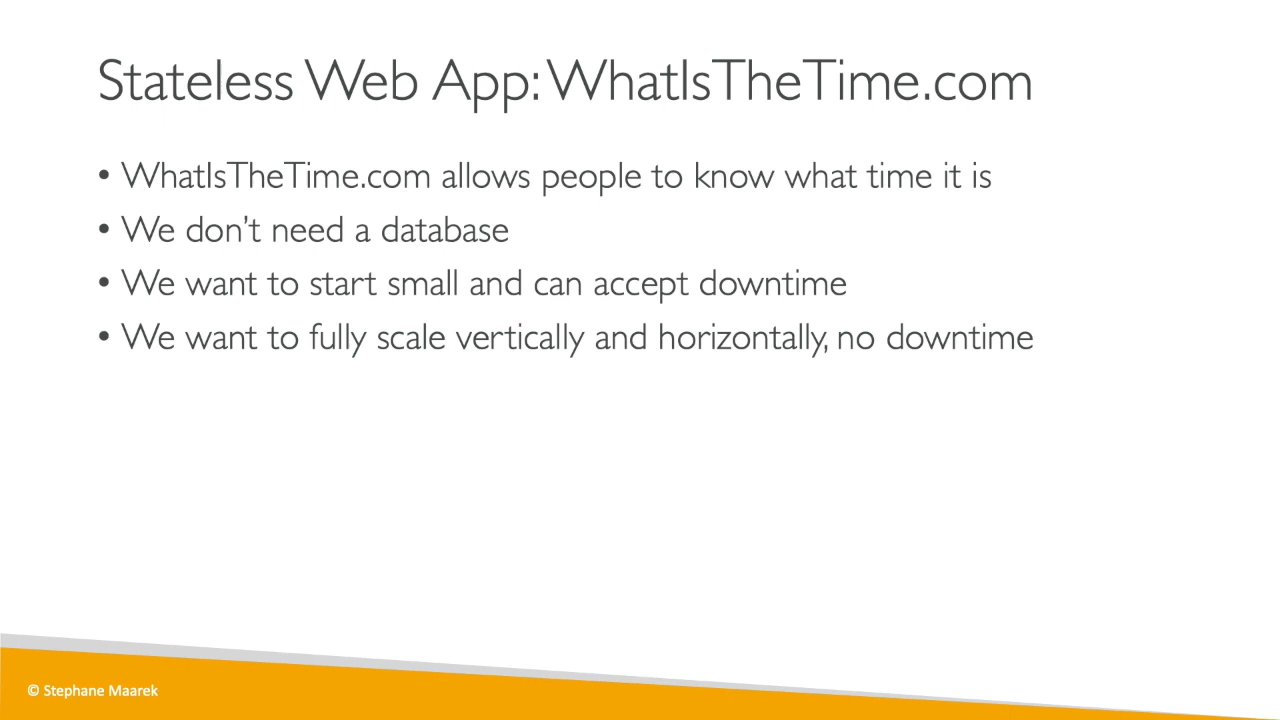 Stateless Web App: WhatIsTheTime.com
• WhatIsTheTime.com allows people to know what time it is
• We don’t need a database
• We want to start small and can accept downtime
• We want to fully scale vertically and horizontally, no downtime
© Stephane Maarek